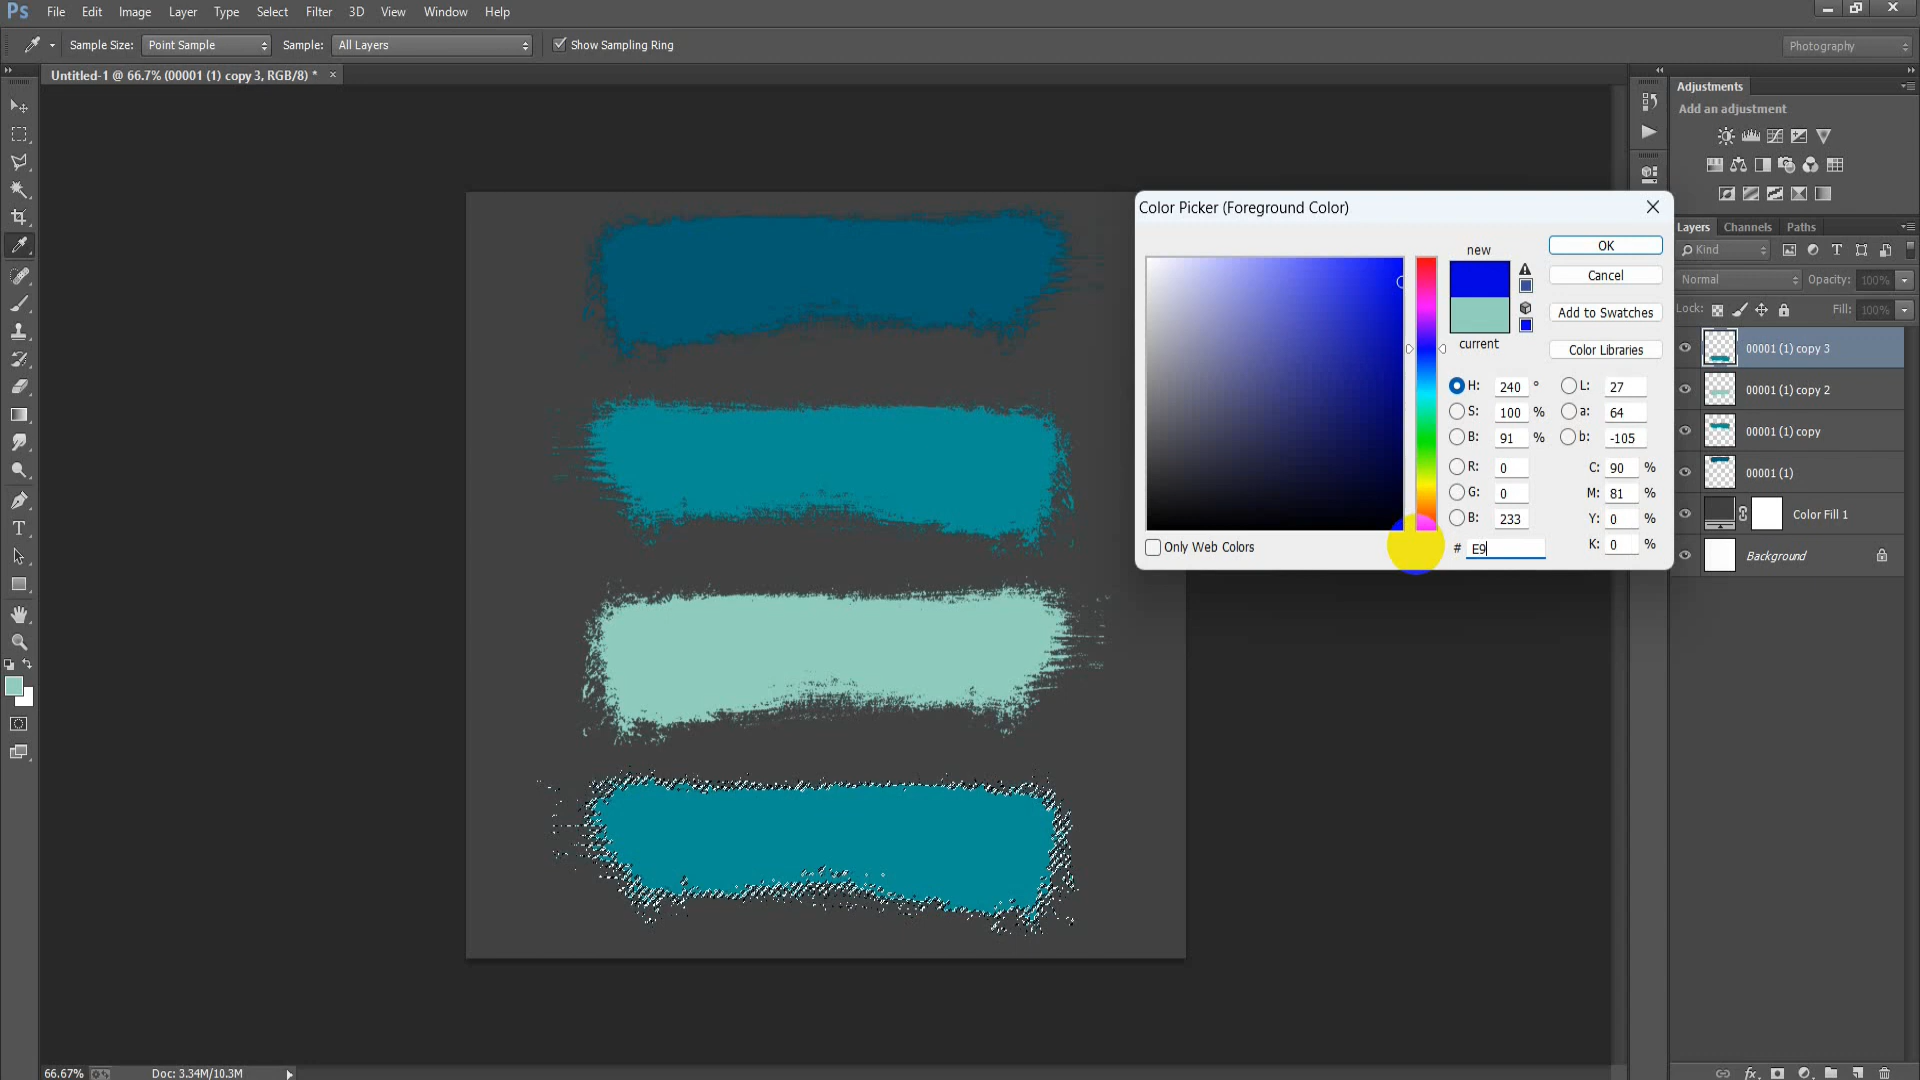 Ps File Edit Image Layer Type Select Filter 3D View Window Help
Sample Size: Point Sample Sample: All Layers Show Sampling Ring Photography
Untitled-1 @ 66.7% (00001 (1) copy 3, RGB/8) * ×
Adjustments
Add an adjustment
Color Picker (Foreground Color)
new
current
OK
Cancel
Add to Swatches
Color Libraries
H: 240 °
S: 100 %
B: 91 %
R: 0
G: 0
B: 233
L: 27
a: 64
b: -105
C: 90 %
M: 81 %
Y: 0 %
K: 0 %
Only Web Colors
# E9
Layers Channels Paths
Kind
Normal Opacity: 100%
Lock: Fill: 100%
00001 (1) copy 3
00001 (1) copy 2
00001 (1) copy
00001 (1)
Color Fill 1
Background
66.67% Doc: 3.34M/10.3M